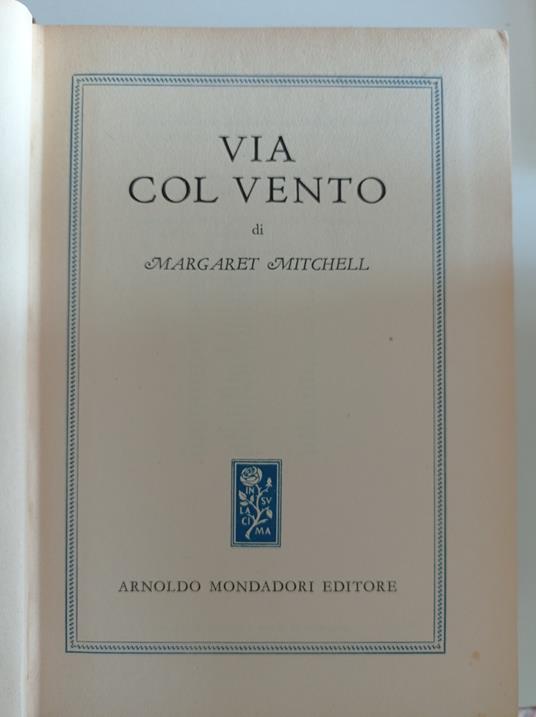 VIA
COL VENTO
di
MARGARET MITCHELL
IN SV
LA CI MA
ARNOLDO MONDADORI EDITORE